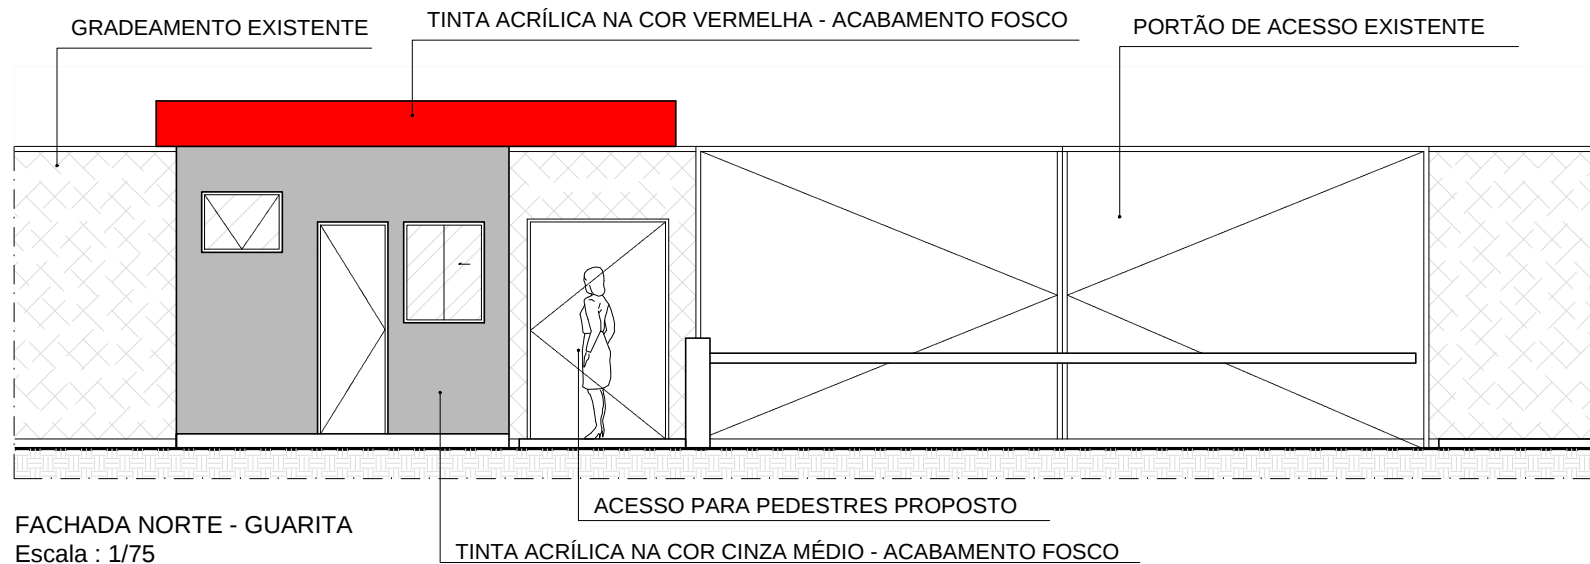 GRADEAMENTO EXISTENTE
TINTA ACRÍLICA NA COR VERMELHA - ACABAMENTO FOSCO
PORTÃO DE ACESSO EXISTENTE
ACESSO PARA PEDESTRES PROPOSTO
FACHADA NORTE - GUARITA
Escala : 1/75
TINTA ACRÍLICA NA COR CINZA MÉDIO - ACABAMENTO FOSCO